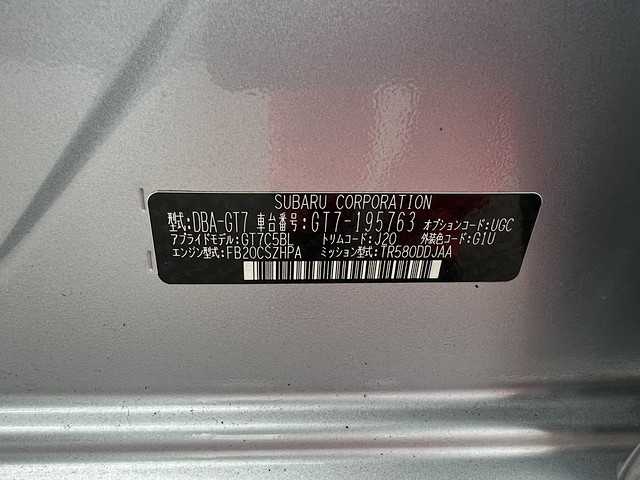 SUBARU CORPORATION
型式:DBA-GT7 車台番号:GT7-195763 オプションコード:UGC
アプライドモデル:GT7C5BL トリムコード:J20 外装色コード:G1U
エンジン型式:FB20CSZHPA ミッション型式:TR580DDJAA